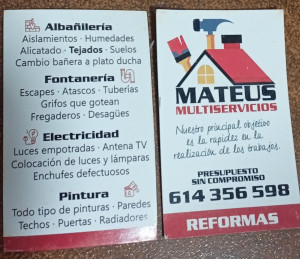 Albañilería
Aislamientos · Humedades
Alicatado · Tejados · Suelos
Cambio bañera a plato ducha
Fontanería
Escapes · Atascos · Tuberías
Grifos que gotean
Fregaderos · Desagües
Electricidad
Luces empotradas · Antena TV
Colocación de luces y lámparas
Enchufes defectuosos
Pintura
Todo tipo de pinturas · Paredes
Techos · Puertas · Radiadores
MATEUS
MULTISERVICIOS
Nuestro principal objetivo
es la rapidez en la
realización de los trabajos.
PRESUPUESTO
SIN COMPROMISO
614 356 598
REFORMAS